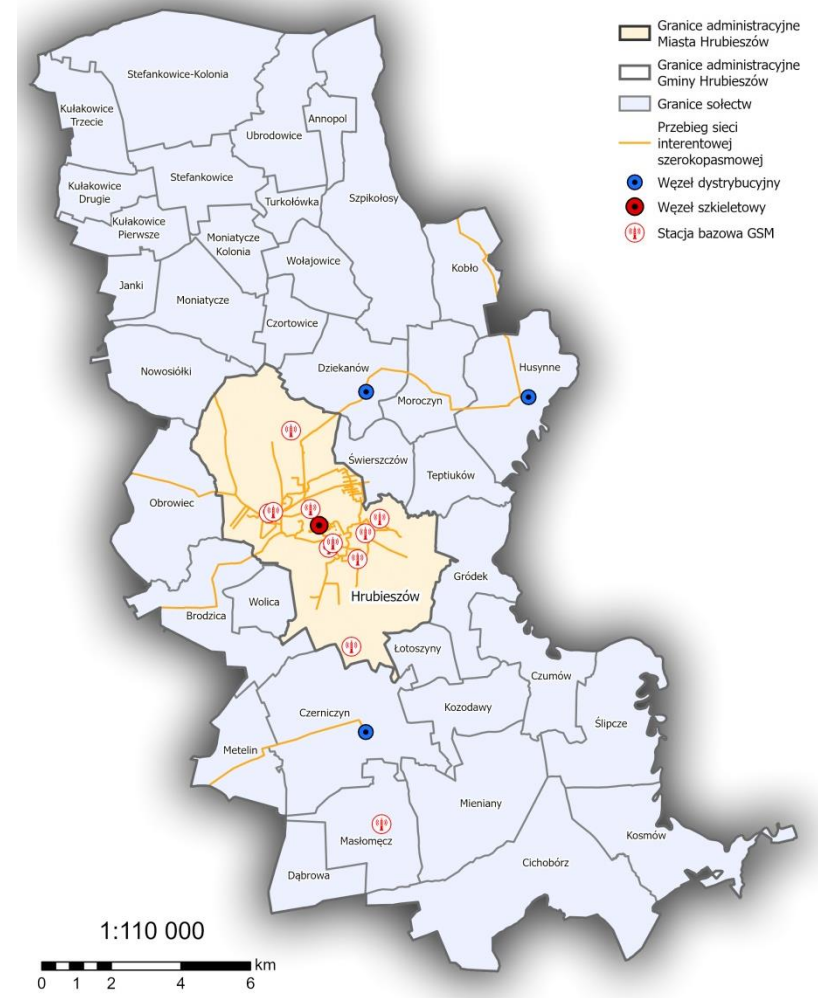 Granice administracyjne
Miasta Hrubieszów
Granice administracyjne
Gminy Hrubieszów
Granice sołectw
Przebieg sieci
interentowej
szerokopasmowej
Węzeł dystrybucyjny
Węzeł szkieletowy
Stacja bazowa GSM
Stefankowice-Kolonia
Kułakowice
Trzecie
Ubrodowice
Annopol
Stefankowice
Kułakowice
Drugie
Turkołówka
Szpikołosy
Kułakowice
Pierwsze
Moniatycze
Kolonia
Wołajowice
Kobło
Janki
Moniatycze
Czortowice
Nowosiółki
Dziekanów
Husynne
Moroczyn
Świerszczów
Teptiuków
Obrowiec
Gródek
Hrubieszów
Wolica
Brodzica
Łotoszyny
Czumów
Czerniczyn
Kozodawy
Ślipcze
Metelin
Mieniany
Masłomęcz
Kosmów
Cichobórz
Dąbrowa
1:110 000
km
0 1 2 4 6